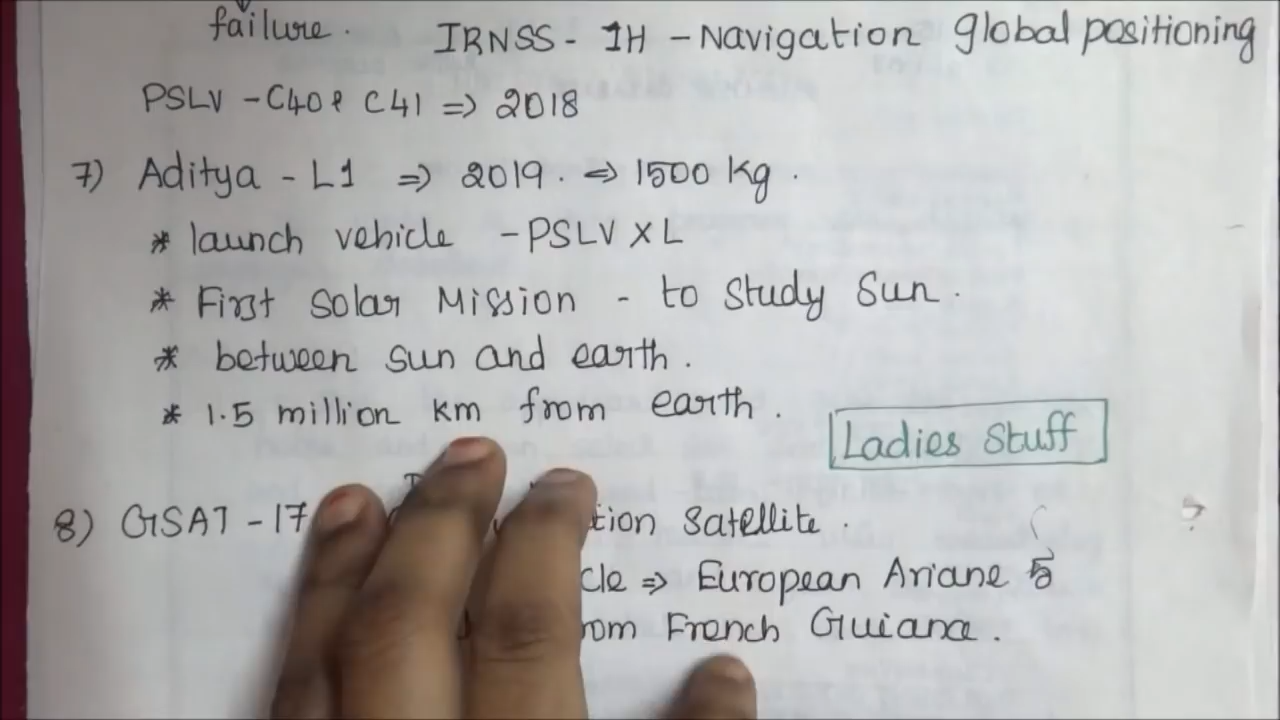 failure.
IRNSS - 1H - Navigation Global positioning
PSLV - C40 & C41 => 2018
7) Aditya - L1 => 2019. => 1500 Kg.
* launch vehicle - PSLV XL
* First Solar Mission - to study Sun.
* between sun and earth.
* 1.5 million km from earth.
Ladies Stuff
8) GSAT - 17 tion Satellite.
cle => European Ariane 5
rom French Guiana.